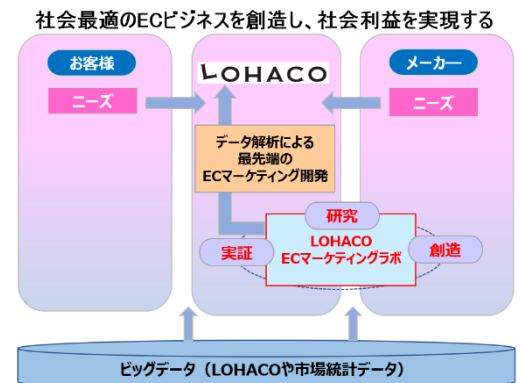 社会最適のECビジネスを創造し、社会利益を実現する
お客様
LOHACO
メーカー
ニーズ
ニーズ
データ解析による
最先端の
ECマーケティング開発
研究
実証
LOHACO
ECマーケティングラボ
創造
ビッグデータ（LOHACOや市場統計データ）